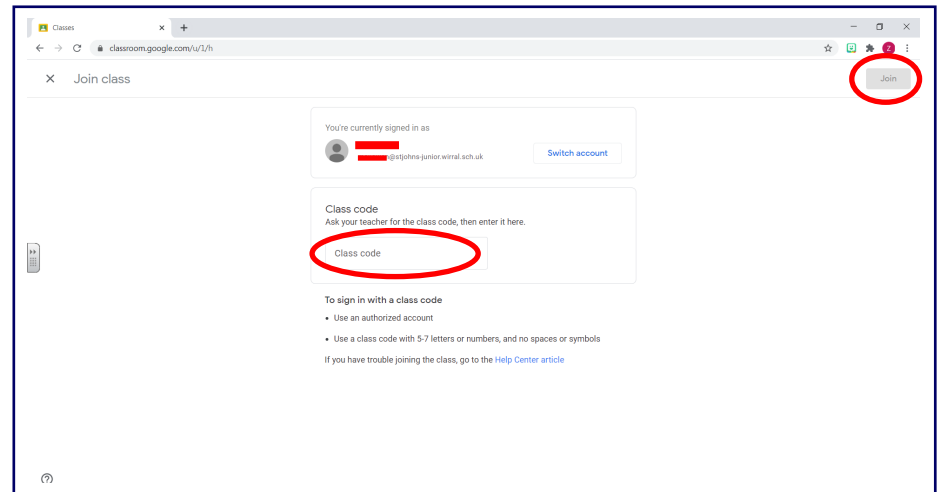 Classes
classroom.google.com/u/1/h
Z
Join class
Join
You're currently signed in as
@stjohns-junior.wirral.sch.uk
Switch account
Class code
Ask your teacher for the class code, then enter it here.
Class code
To sign in with a class code
• Use an authorized account
• Use a class code with 5-7 letters or numbers, and no spaces or symbols
If you have trouble joining the class, go to the Help Center article